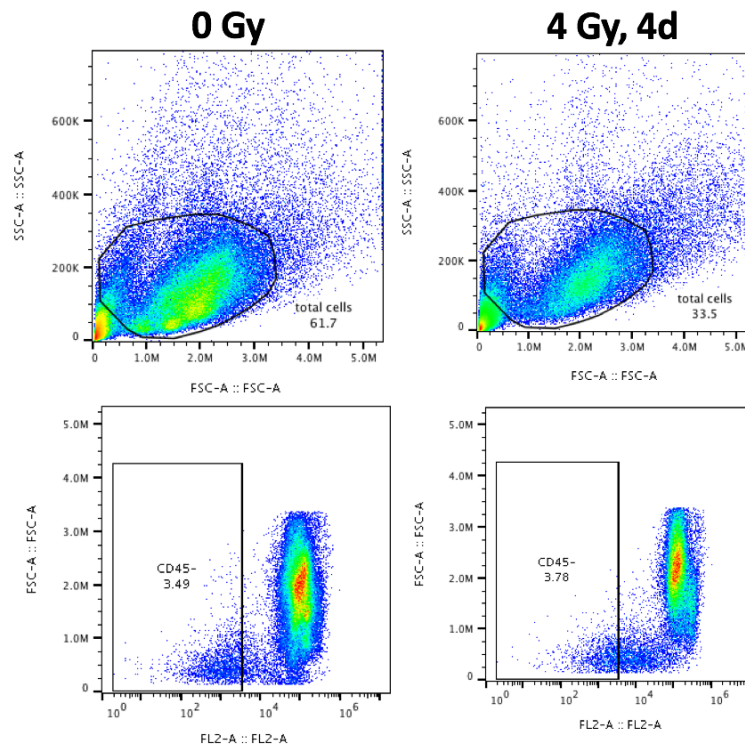 0 Gy
4 Gy, 4d
SSC-A :: SSC-A
600K
400K
200K
0
total cells
61.7
0
1.0M
2.0M
3.0M
4.0M
5.0M
FSC-A :: FSC-A
SSC-A :: SSC-A
600K
400K
200K
0
total cells
33.5
0
1.0M
2.0M
3.0M
4.0M
5.0M
FSC-A :: FSC-A
FSC-A :: FSC-A
5.0M
4.0M
3.0M
2.0M
1.0M
0
CD45-
3.49
10^0
10^2
10^4
10^6
FL2-A :: FL2-A
FSC-A :: FSC-A
5.0M
4.0M
3.0M
2.0M
1.0M
0
CD45-
3.78
10^0
10^2
10^4
10^6
FL2-A :: FL2-A